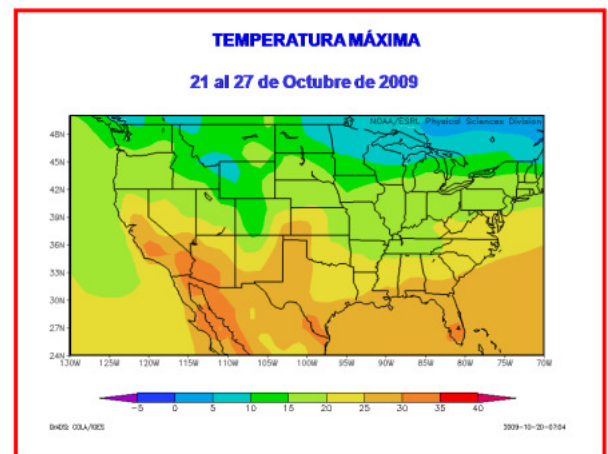 TEMPERATURA MÁXIMA
21 al 27 de Octubre de 2009
NOAA/ESRL Physical Sciences Division
48N
45N
42N
39N
36N
33N
30N
27N
24N
130W 125W 120W 115W 110W 105W 100W 95W 90W 85W 80W 75W 70W
-5 0 5 10 15 20 25 30 35 40
GrADS: COLA/IGES 2009-10-20-07:04